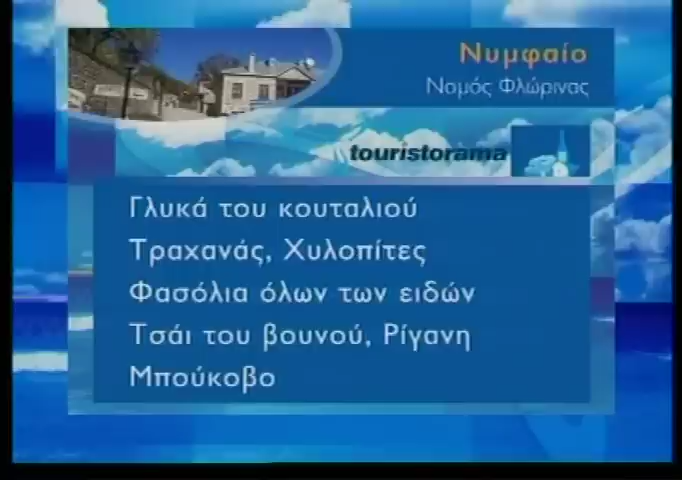 Νυμφαίο
Νομός Φλώρινας
touristorama
Γλυκά του κουταλιού
Τραχανάς, Χυλοπίτες
Φασόλια όλων των ειδών
Τσάι του βουνού, Ρίγανη
Μπούκοβο